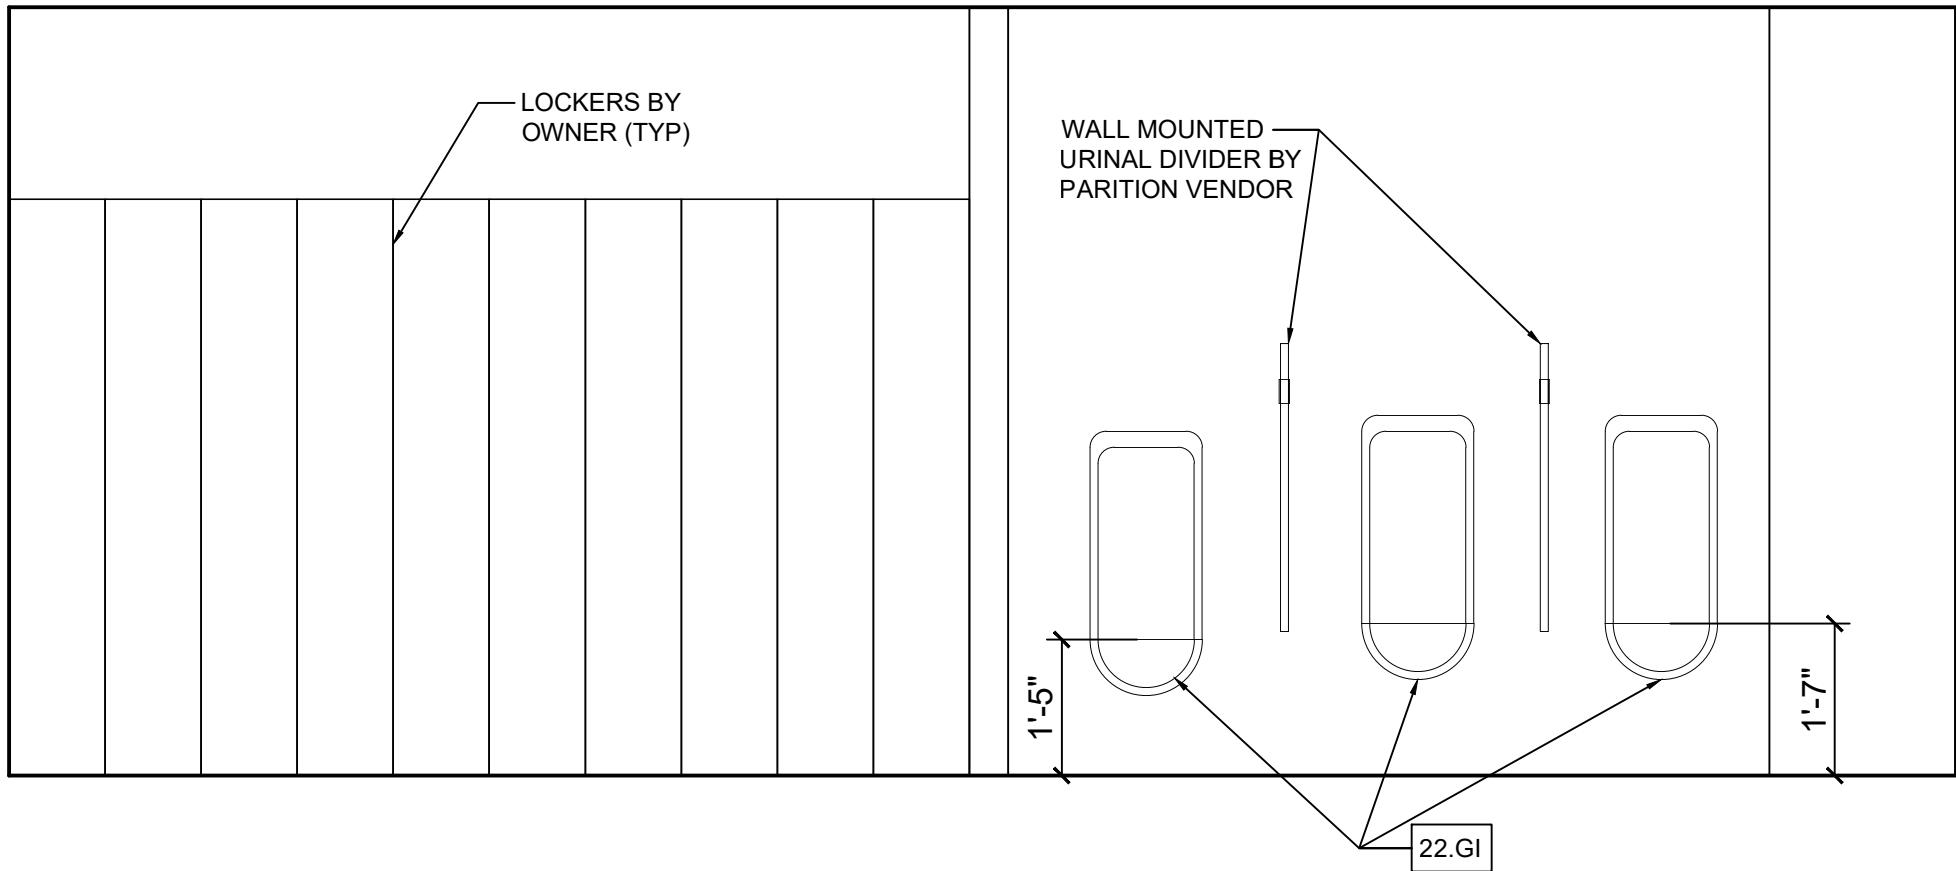 LOCKERS BY
OWNER (TYP)
WALL MOUNTED
URINAL DIVIDER BY
PARITION VENDOR
1'-5"
1'-7"
22.GI